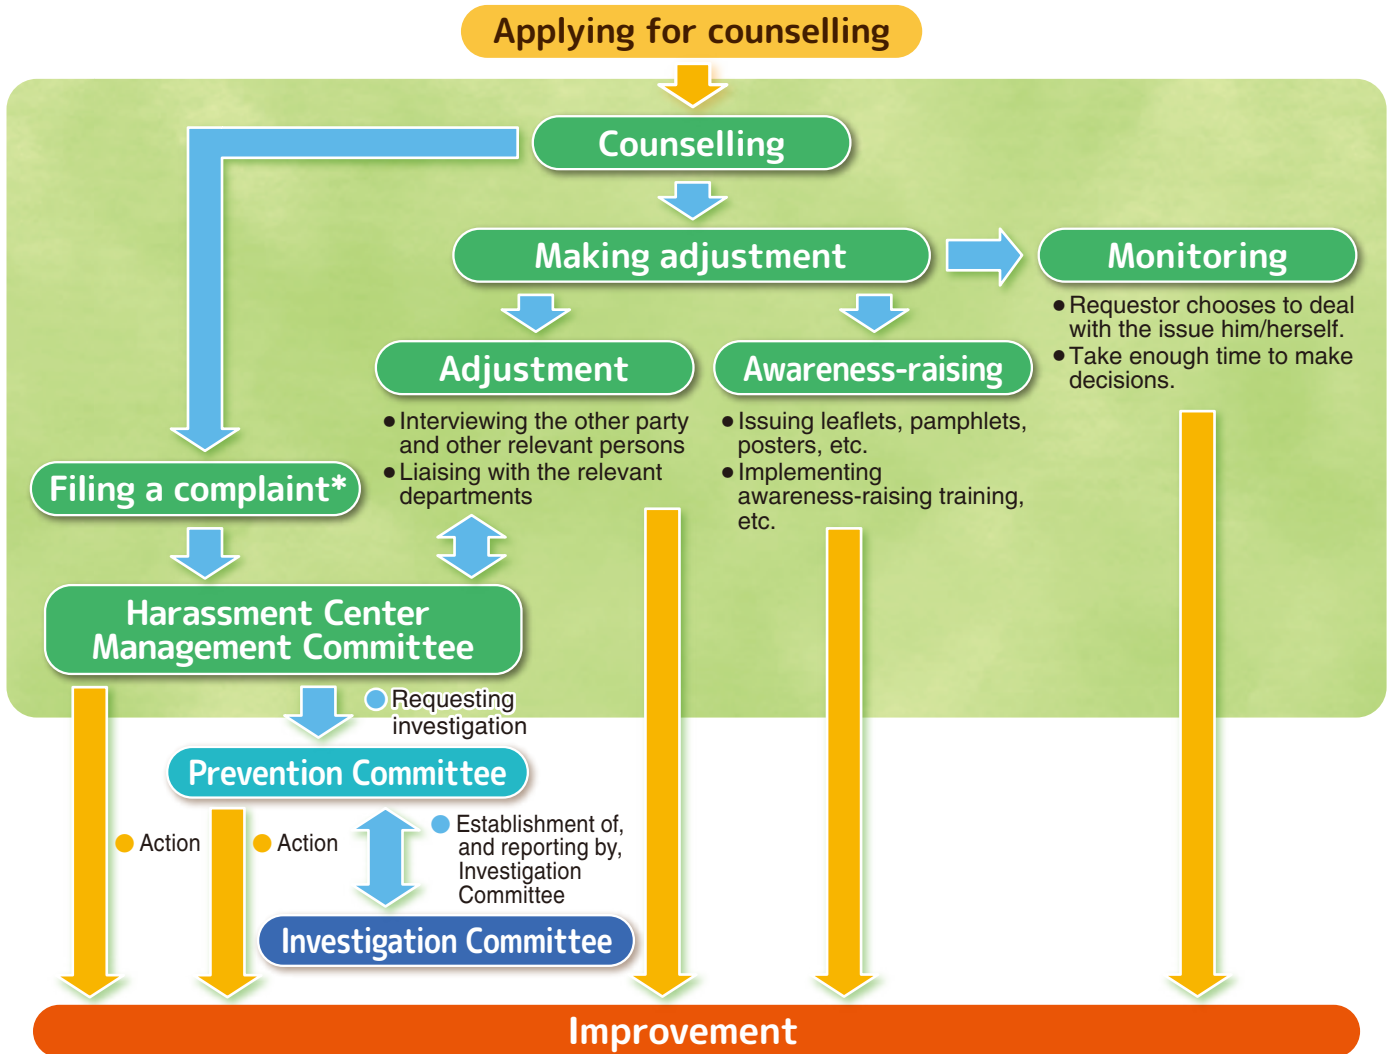 Applying for counselling
Counselling
Making adjustment
Monitoring
● Requestor chooses to deal
with the issue him/herself.
● Take enough time to make
decisions.
Adjustment
● Interviewing the other party
and other relevant persons
● Liaising with the relevant
departments
Awareness-raising
● Issuing leaflets, pamphlets,
posters, etc.
● Implementing
awareness-raising training,
etc.
Filing a complaint*
Harassment Center
Management Committee
Requesting
investigation
Prevention Committee
Action
Action
Establishment of,
and reporting by,
Investigation
Committee
Investigation Committee
Improvement